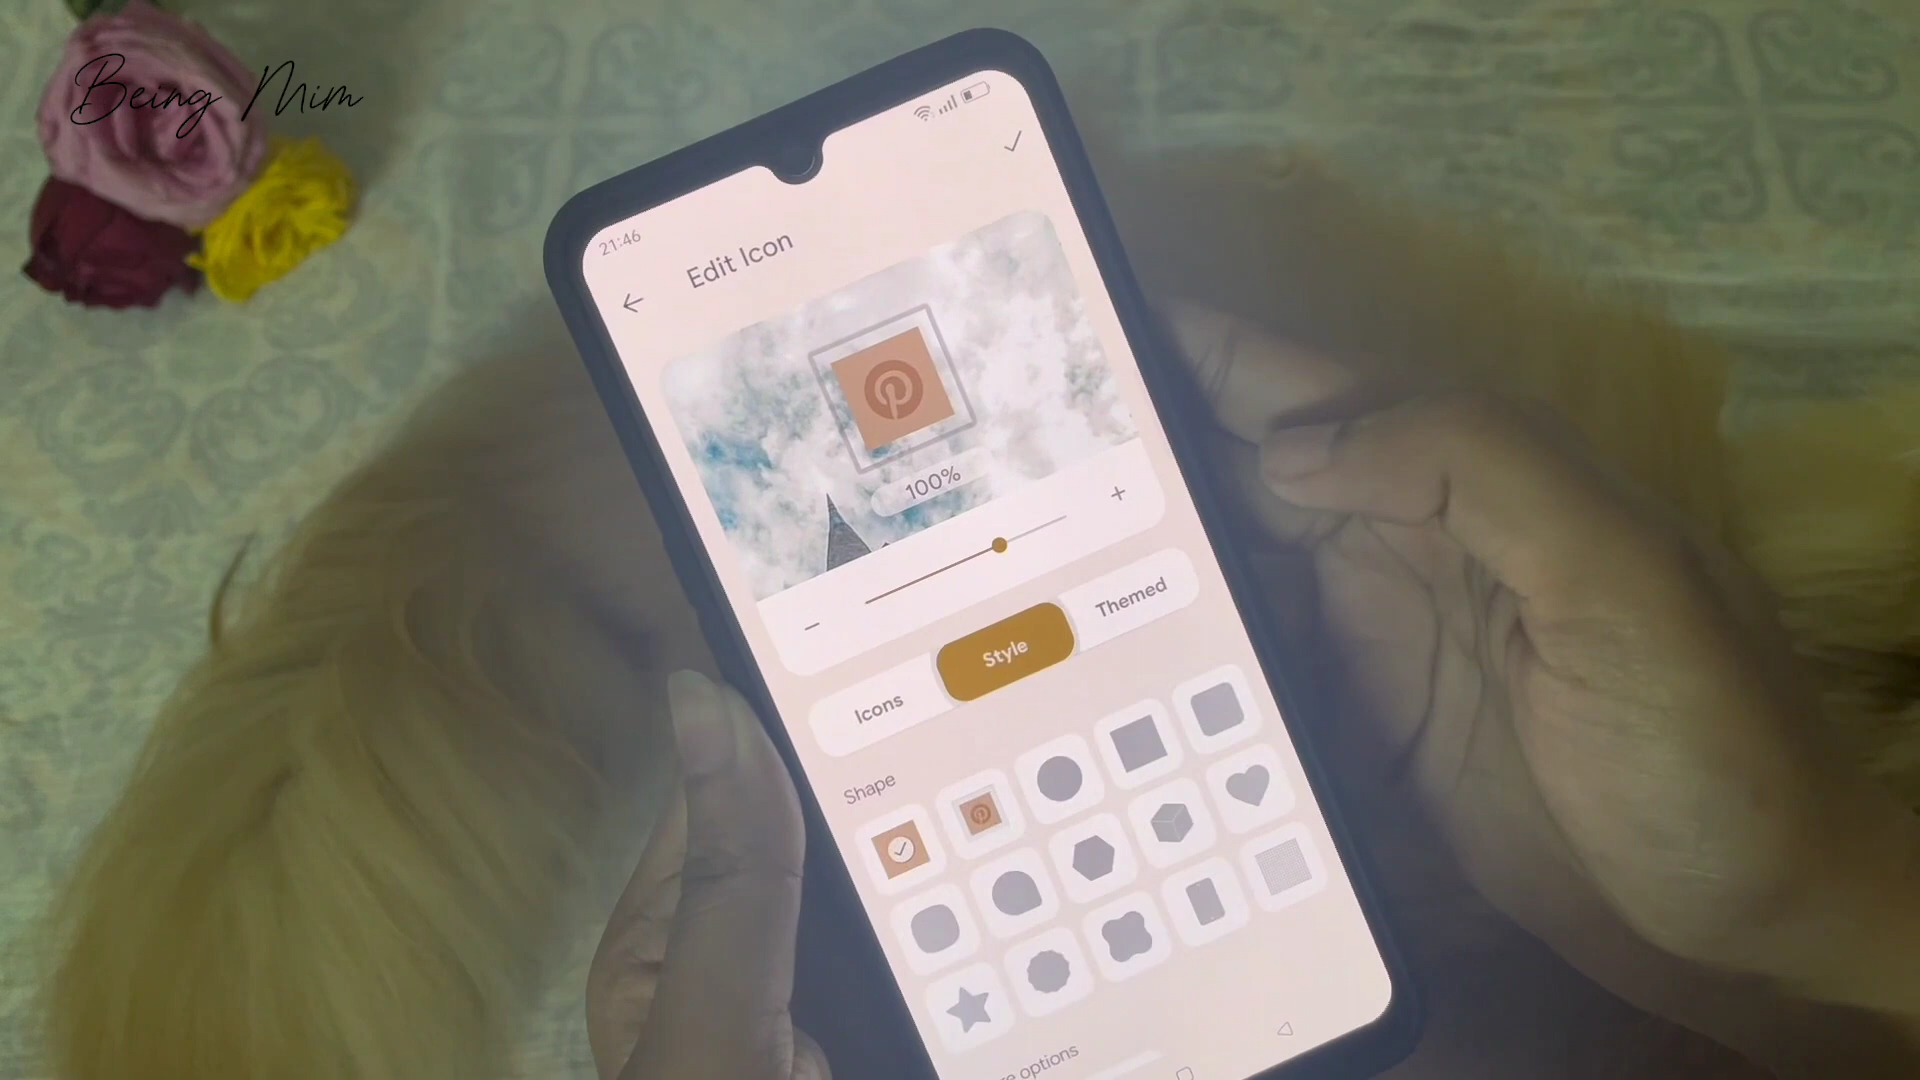 Being Mim
21:46
Edit Icon
100%
Icons
Style
Themed
Shape
options